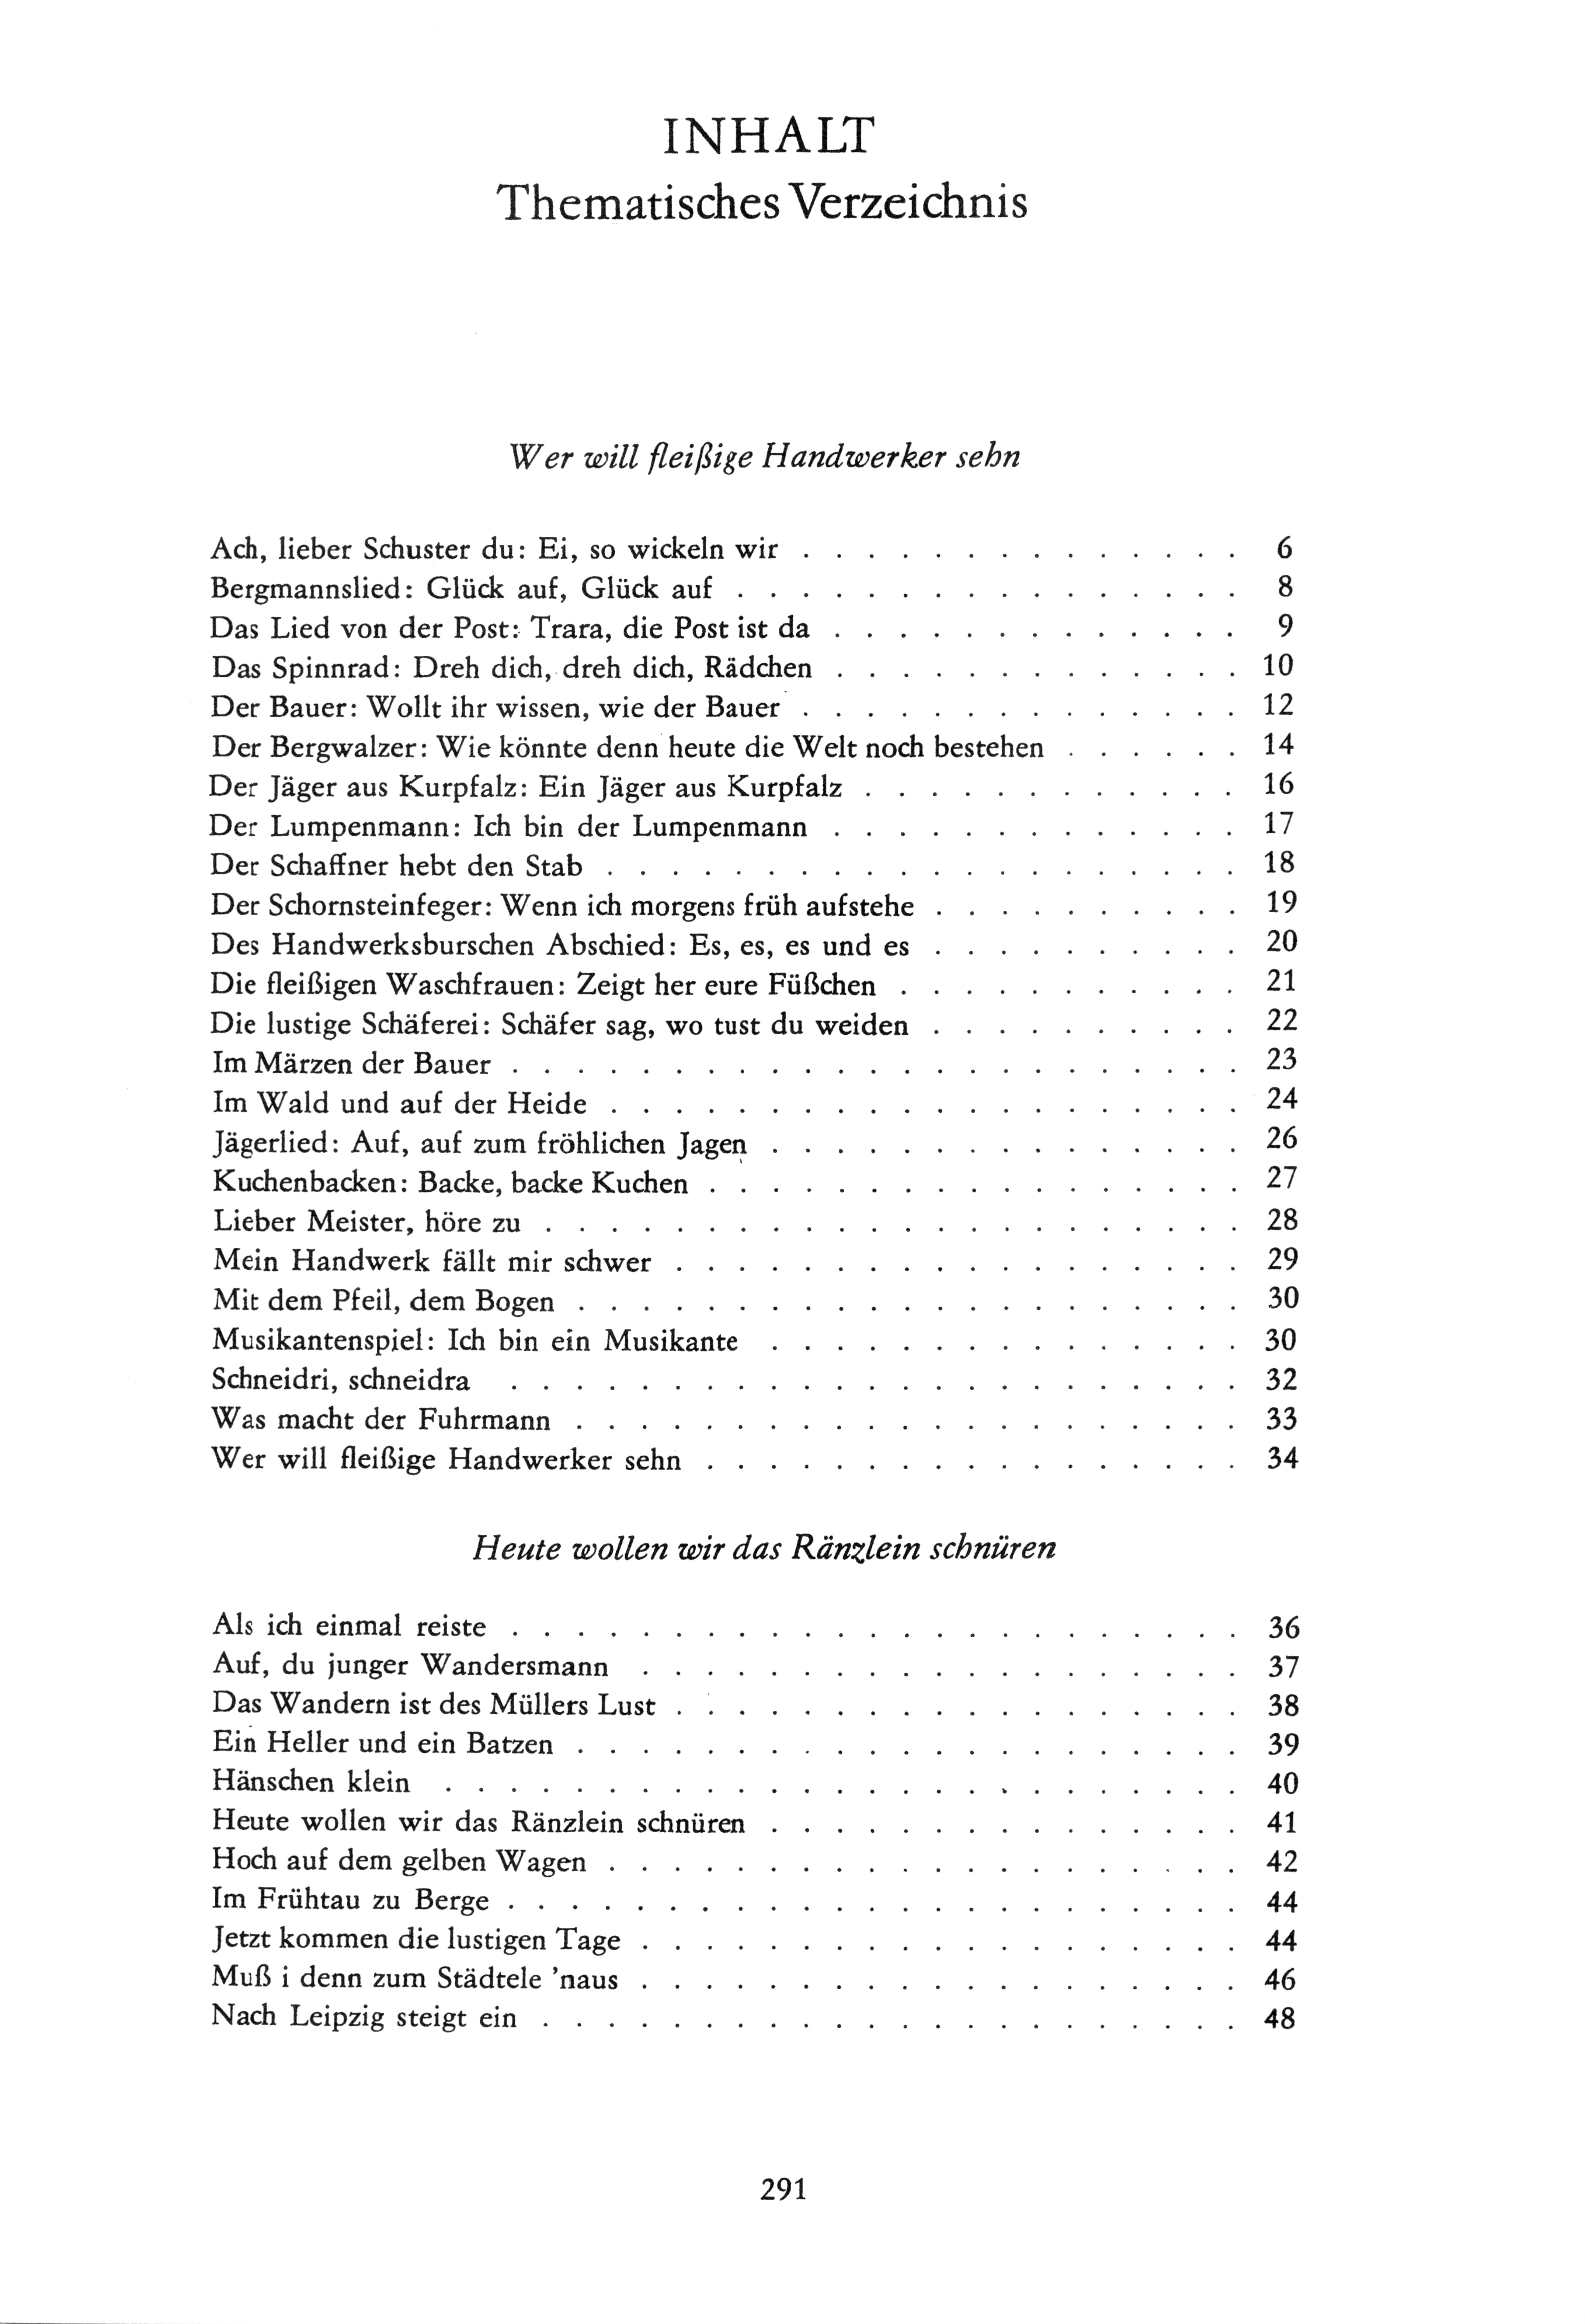 INHALT
Thematisches Verzeichnis
Wer will fleißige Handwerker sehn
Ach, lieber Schuster du: Ei, so wickeln wir . . . . . . . . . . . . . . 6
Bergmannslied: Glück auf, Glück auf . . . . . . . . . . . . . . . . 8
Das Lied von der Post: Trara, die Post ist da . . . . . . . . . . . . . 9
Das Spinnrad: Dreh dich, dreh dich, Rädchen . . . . . . . . . . . . . 10
Der Bauer: Wollt ihr wissen, wie der Bauer . . . . . . . . . . . . . . 12
Der Bergwalzer: Wie könnte denn heute die Welt noch bestehen . . . . . . 14
Der Jäger aus Kurpfalz: Ein Jäger aus Kurpfalz . . . . . . . . . . . . 16
Der Lumpenmann: Ich bin der Lumpenmann . . . . . . . . . . . . . 17
Der Schaffner hebt den Stab . . . . . . . . . . . . . . . . . . . . 18
Der Schornsteinfeger: Wenn ich morgens früh aufstehe . . . . . . . . . . 19
Des Handwerksburschen Abschied: Es, es, es und es . . . . . . . . . . 20
Die fleißigen Waschfrauen: Zeigt her eure Füßchen . . . . . . . . . . . 21
Die lustige Schäferei: Schäfer sag, wo tust du weiden . . . . . . . . . . 22
Im Märzen der Bauer . . . . . . . . . . . . . . . . . . . . . . . 23
Im Wald und auf der Heide . . . . . . . . . . . . . . . . . . . . 24
Jägerlied: Auf, auf zum fröhlichen Jagen . . . . . . . . . . . . . . . 26
Kuchenbacken: Backe, backe Kuchen . . . . . . . . . . . . . . . . . 27
Lieber Meister, höre zu . . . . . . . . . . . . . . . . . . . . . . 28
Mein Handwerk fällt mir schwer . . . . . . . . . . . . . . . . . . 29
Mit dem Pfeil, dem Bogen . . . . . . . . . . . . . . . . . . . . . 30
Musikantenspiel: Ich bin ein Musikante . . . . . . . . . . . . . . . 30
Schneidri, schneidra . . . . . . . . . . . . . . . . . . . . . . . 32
Was macht der Fuhrmann . . . . . . . . . . . . . . . . . . . . . 33
Wer will fleißige Handwerker sehn . . . . . . . . . . . . . . . . . 34
Heute wollen wir das Ränzlein schnüren
Als ich einmal reiste . . . . . . . . . . . . . . . . . . . . . . . 36
Auf, du junger Wandersmann . . . . . . . . . . . . . . . . . . . 37
Das Wandern ist des Müllers Lust . . . . . . . . . . . . . . . . . . 38
Ein Heller und ein Batzen . . . . . . . . . . . . . . . . . . . . . 39
Hänschen klein . . . . . . . . . . . . . . . . . . . . . . . . . 40
Heute wollen wir das Ränzlein schnüren . . . . . . . . . . . . . . . 41
Hoch auf dem gelben Wagen . . . . . . . . . . . . . . . . . . . . 42
Im Frühtau zu Berge . . . . . . . . . . . . . . . . . . . . . . . 44
Jetzt kommen die lustigen Tage . . . . . . . . . . . . . . . . . . . 44
Muß i denn zum Städtele ’naus . . . . . . . . . . . . . . . . . . . 46
Nach Leipzig steigt ein . . . . . . . . . . . . . . . . . . . . . . 48
291